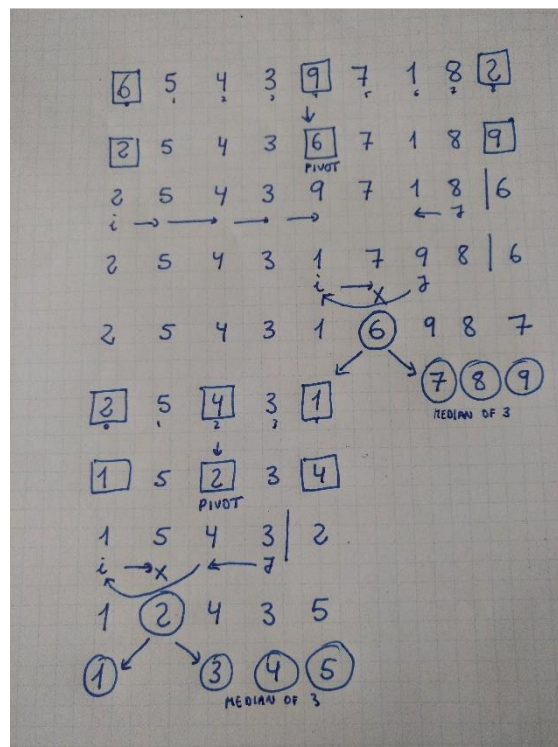 6 5 4 3 9 7 1 8 2
2 5 4 3 6 7 1 8 9
PIVOT
2 5 4 3 9 7 1 8 | 6
i → → → → ← j
2 5 4 3 1 7 9 8 | 6
i → x j
2 5 4 3 1 6 9 8 7
7 8 9
MEDIAN OF 3
2 5 4 3 1
1 5 2 3 4
PIVOT
1 5 4 3 | 2
i → x ← j
1 2 4 3 5
1 3 4 5
MEDIAN OF 3